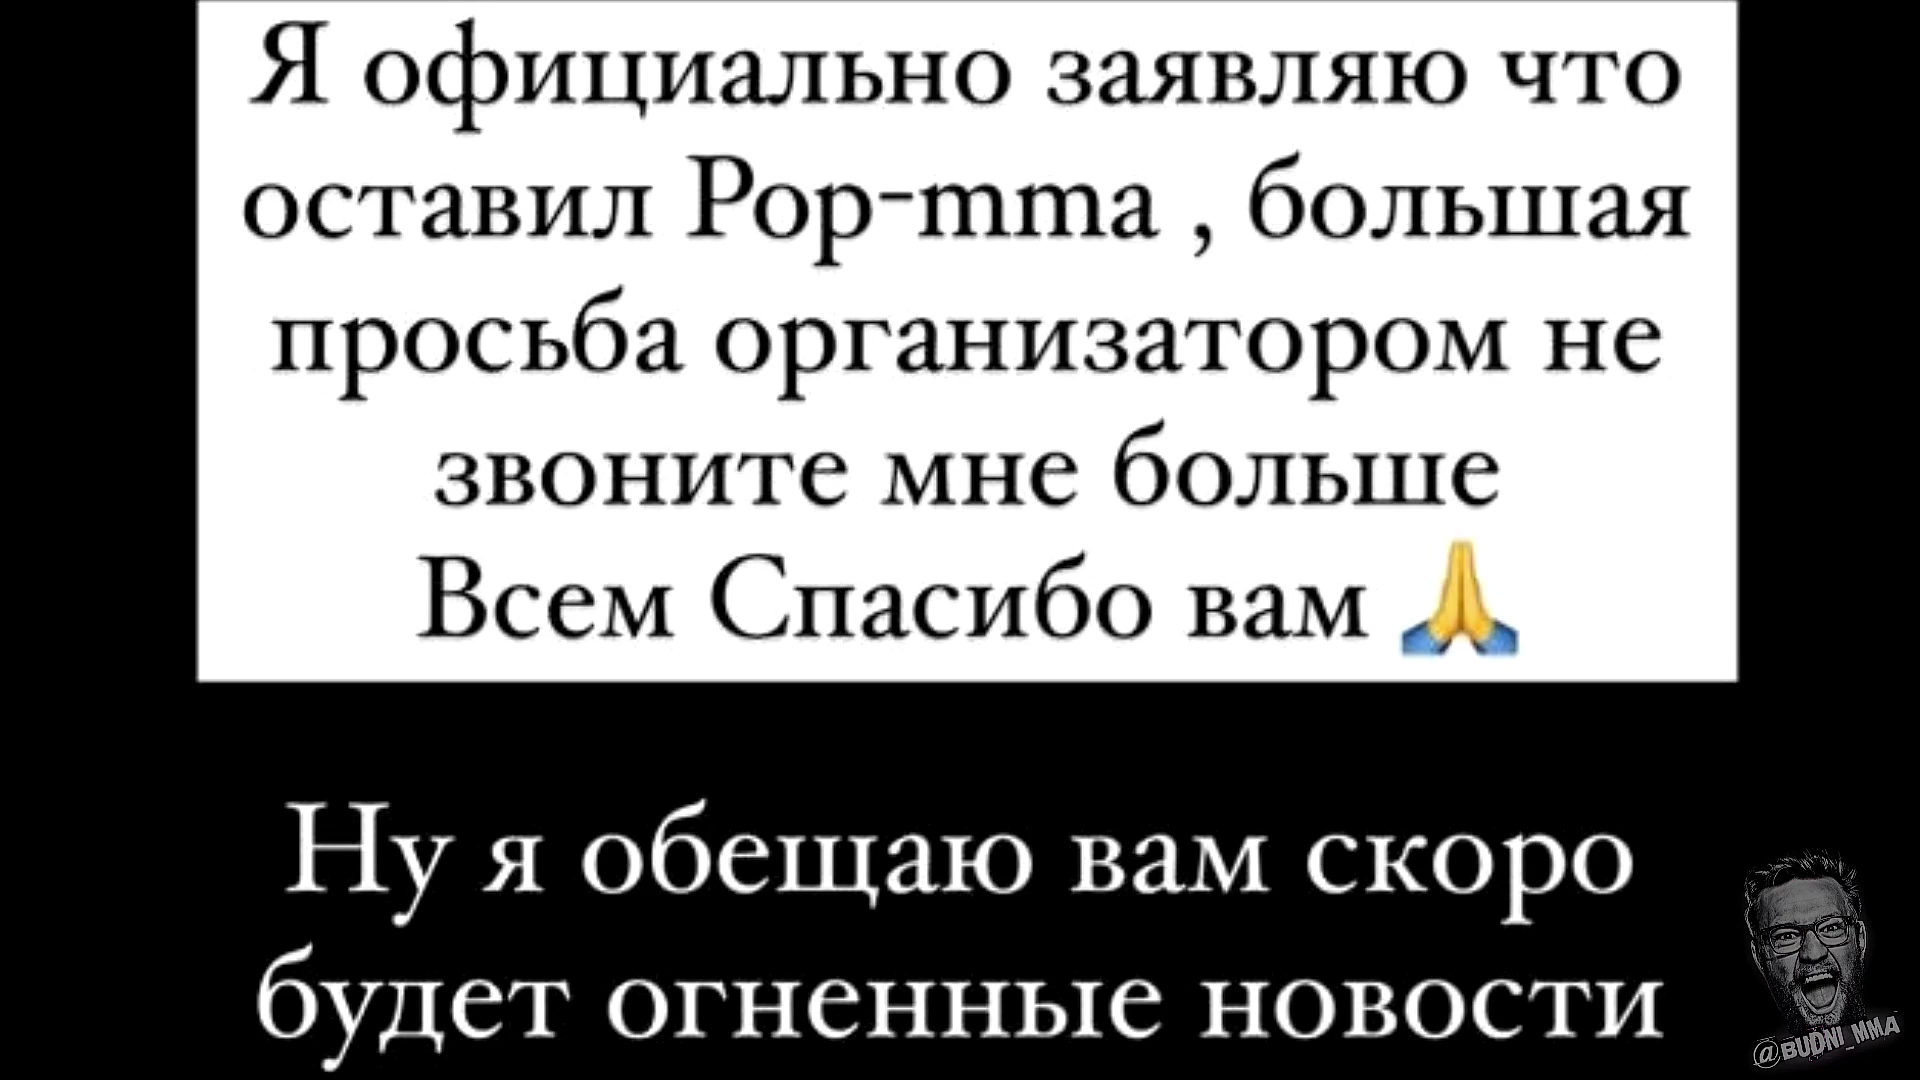 Я официально заявляю что
оставил Pop-mma , большая
просьба организатором не
звоните мне больше
Всем Спасибо вам 🙏
Ну я обещаю вам скоро
будет огненные новости
@BUDNI_MMA